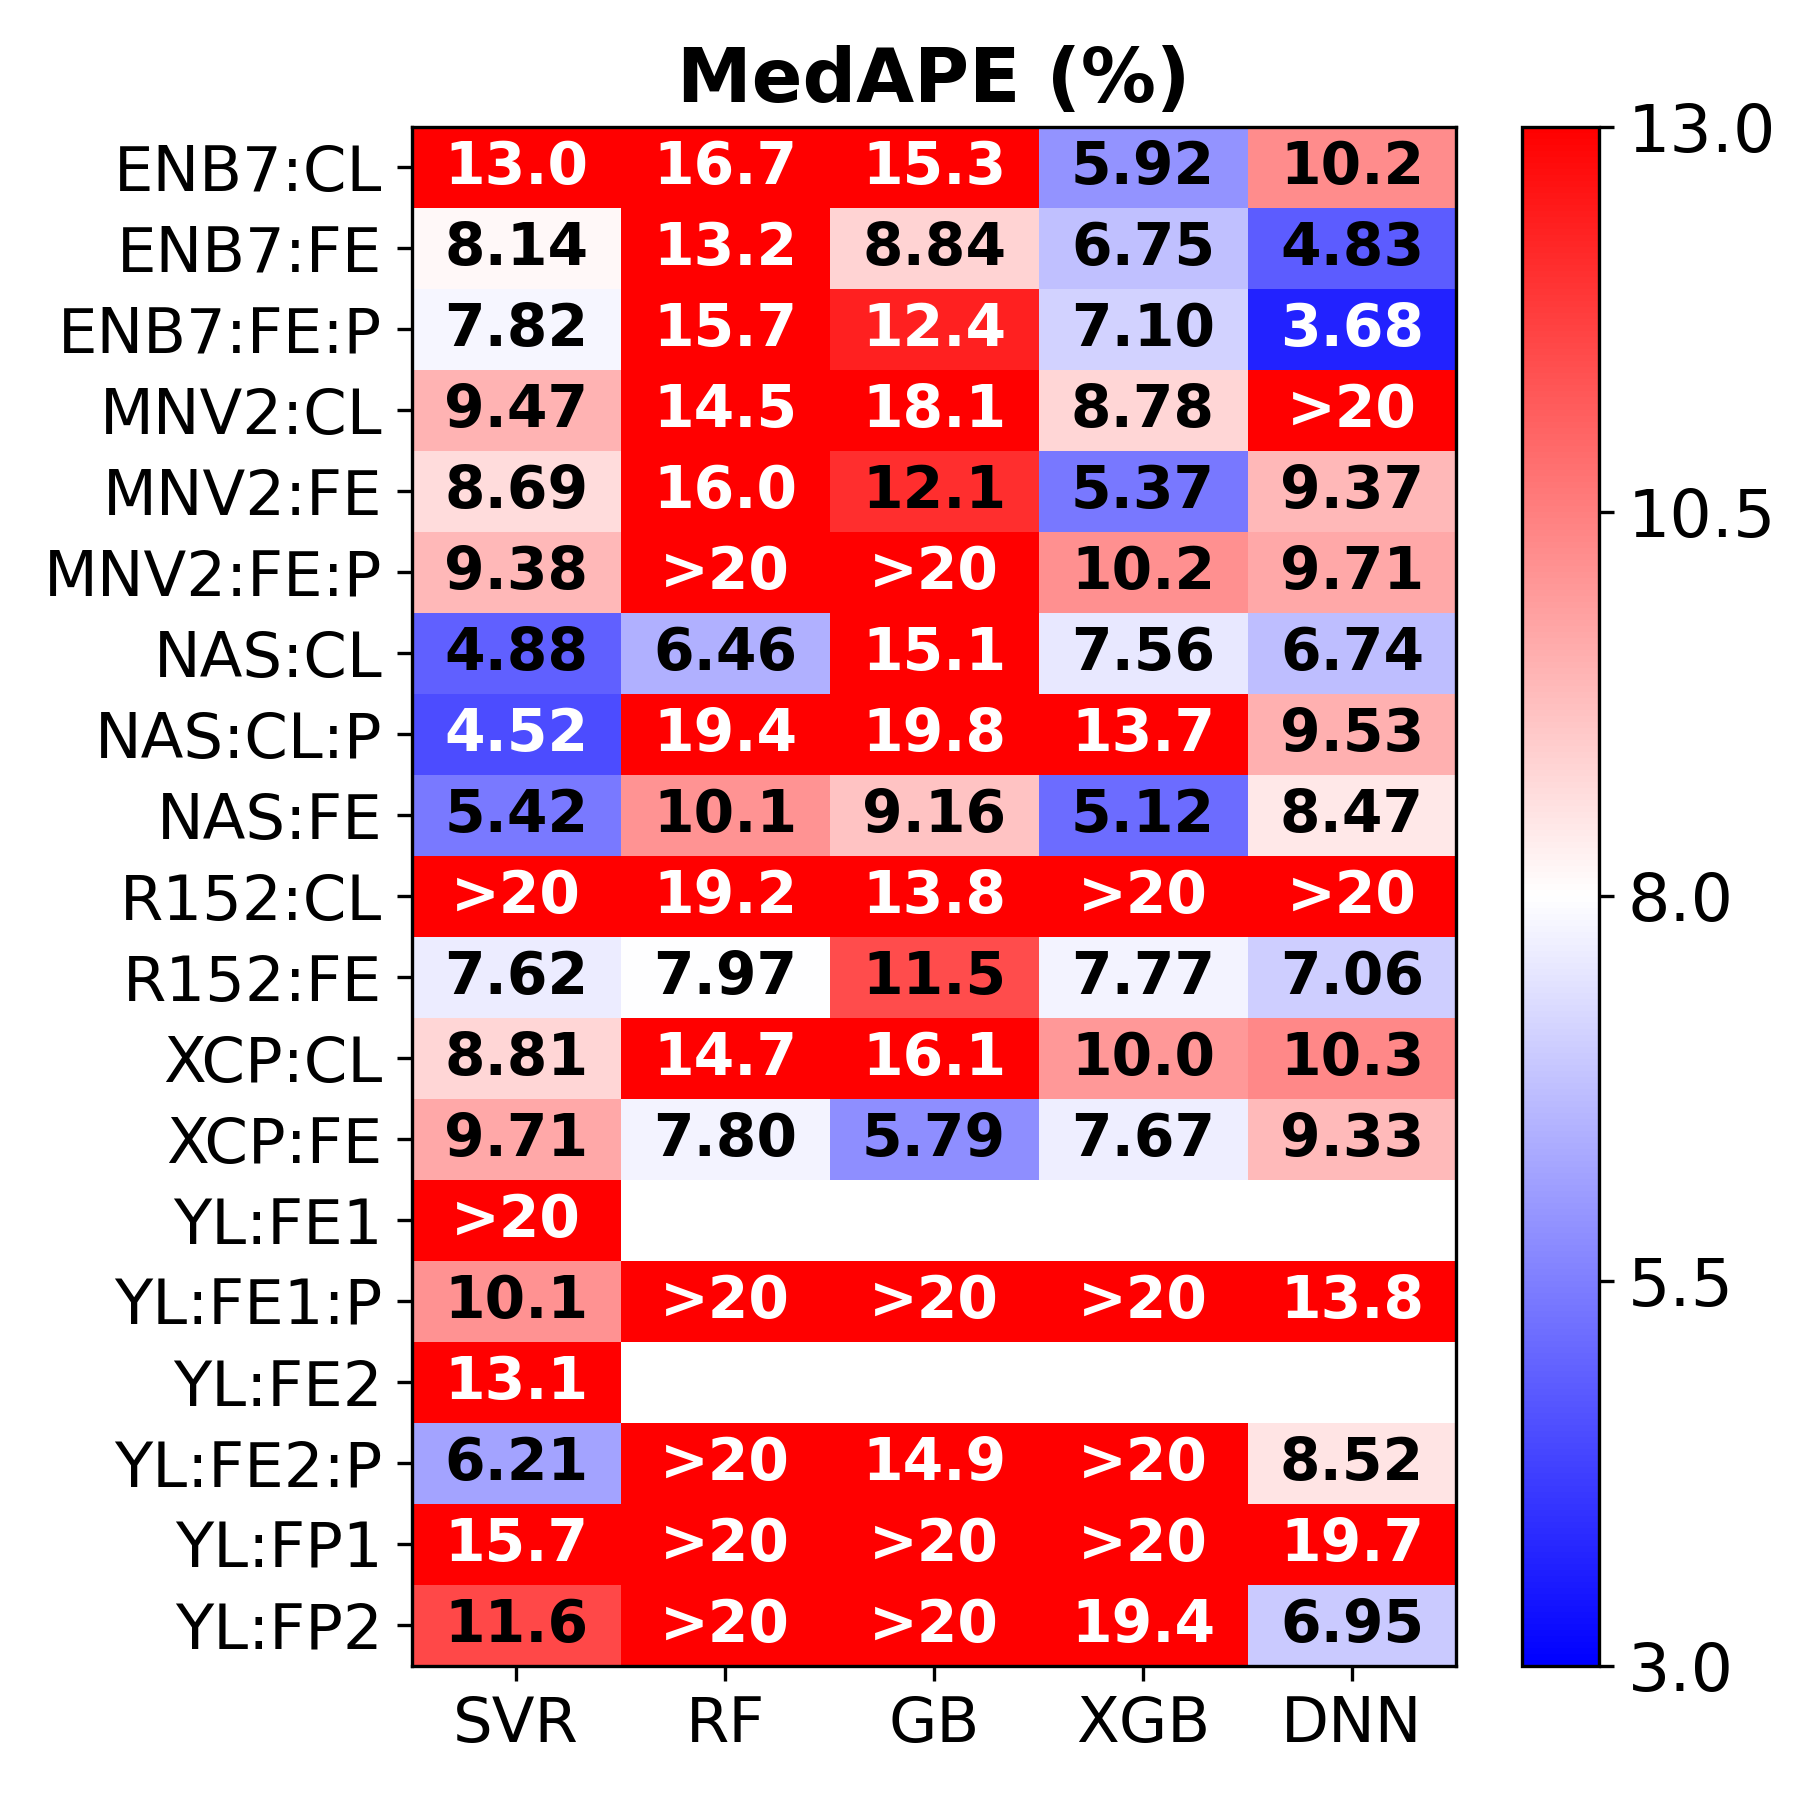 MedAPE (%)
ENB7:CL 13.0 16.7 15.3 5.92 10.2
ENB7:FE 8.14 13.2 8.84 6.75 4.83
ENB7:FE:P 7.82 15.7 12.4 7.10 3.68
MNV2:CL 9.47 14.5 18.1 8.78 >20
MNV2:FE 8.69 16.0 12.1 5.37 9.37
MNV2:FE:P 9.38 >20 >20 10.2 9.71
NAS:CL 4.88 6.46 15.1 7.56 6.74
NAS:CL:P 4.52 19.4 19.8 13.7 9.53
NAS:FE 5.42 10.1 9.16 5.12 8.47
R152:CL >20 19.2 13.8 >20 >20
R152:FE 7.62 7.97 11.5 7.77 7.06
XCP:CL 8.81 14.7 16.1 10.0 10.3
XCP:FE 9.71 7.80 5.79 7.67 9.33
YL:FE1 >20
YL:FE1:P 10.1 >20 >20 >20 13.8
YL:FE2 13.1
YL:FE2:P 6.21 >20 14.9 >20 8.52
YL:FP1 15.7 >20 >20 >20 19.7
YL:FP2 11.6 >20 >20 19.4 6.95
SVR RF GB XGB DNN
13.0
10.5
8.0
5.5
3.0